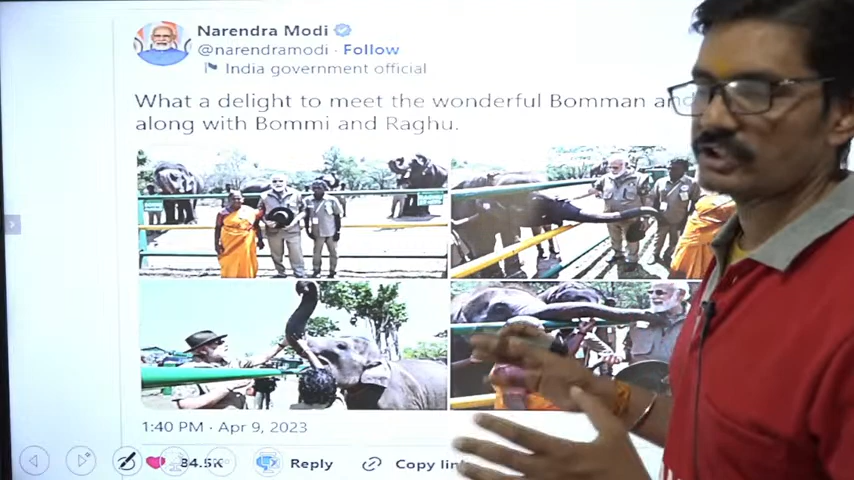 Narendra Modi
@narendramodi · Follow
India government official
What a delight to meet the wonderful Bomman and
along with Bommi and Raghu.
1:40 PM · Apr 9, 2023
84.5K
Reply
Copy lin